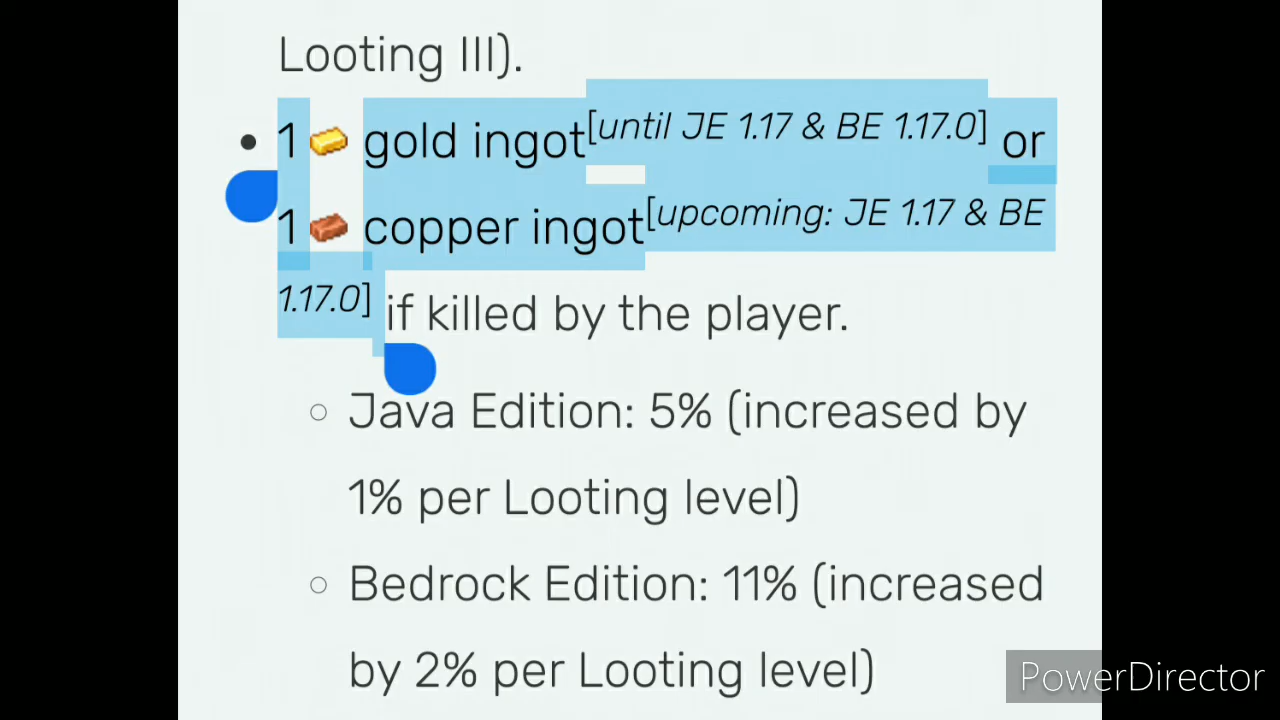 Looting III).
• 1 gold ingot[until JE 1.17 & BE 1.17.0] or
1 copper ingot[upcoming: JE 1.17 & BE
1.17.0] if killed by the player.
○ Java Edition: 5% (increased by
1% per Looting level)
○ Bedrock Edition: 11% (increased
by 2% per Looting level)
PowerDirector